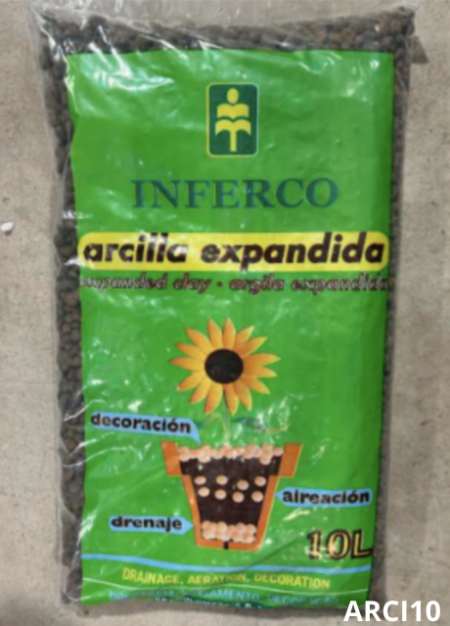 INFERCO
arcilla expandida
expanded clay - argila expandida
decoración
aireación
drenaje
10L
DRAINAGE, AERATION, DECORATION
ARCI10